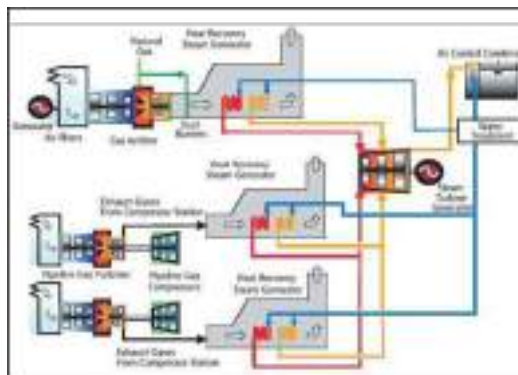 Natural
Gas
Heat Recovery
Steam Generator
Air Cooled Condenser
Generator
Air Filters
Gas Turbine
Duct
Burners
Water
Treatment
Steam
Turbine
Generator
Heat Recovery
Steam Generator
Exhaust Gases
From Compressor Station
Pipeline Gas Turbines
Pipeline Gas
Compressors
Heat Recovery
Steam Generator
Exhaust Gases
From Compressor Station